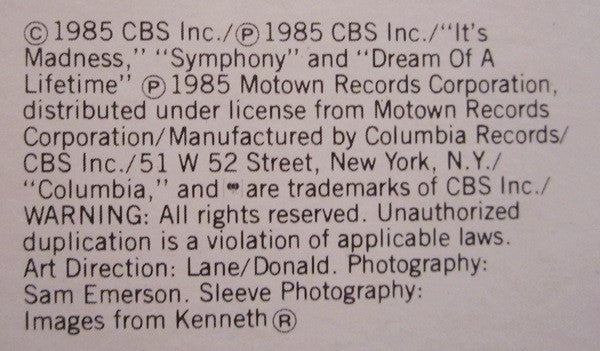 © 1985 CBS Inc./℗ 1985 CBS Inc./“It's
Madness,” “Symphony” and “Dream Of A
Lifetime” ℗ 1985 Motown Records Corporation,
distributed under license from Motown Records
Corporation/Manufactured by Columbia Records/
CBS Inc./51 W 52 Street, New York, N.Y./
“Columbia,” and are trademarks of CBS Inc./
WARNING: All rights reserved. Unauthorized
duplication is a violation of applicable laws.
Art Direction: Lane/Donald. Photography:
Sam Emerson. Sleeve Photography:
Images from Kenneth ®